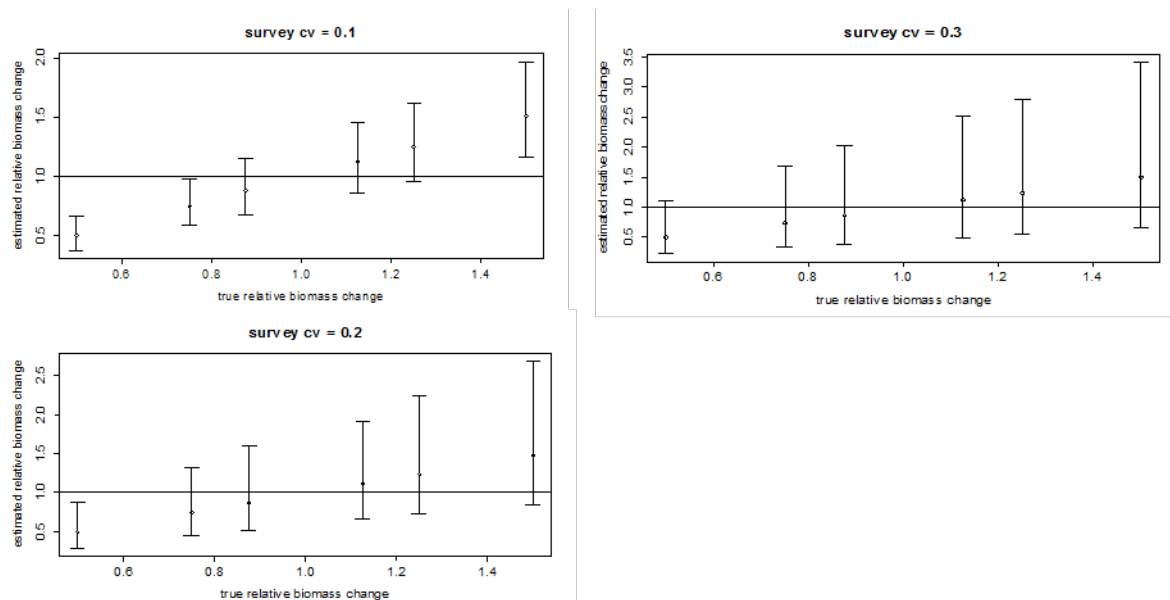 survey cv = 0.1
estimated relative biomass change
2.0
1.5
1.0
0.5
0.6 0.8 1.0 1.2 1.4
true relative biomass change
survey cv = 0.3
estimated relative biomass change
3.5
3.0
2.5
2.0
1.5
1.0
0.5
0.6 0.8 1.0 1.2 1.4
true relative biomass change
survey cv = 0.2
estimated relative biomass change
2.5
2.0
1.5
1.0
0.5
0.6 0.8 1.0 1.2 1.4
true relative biomass change